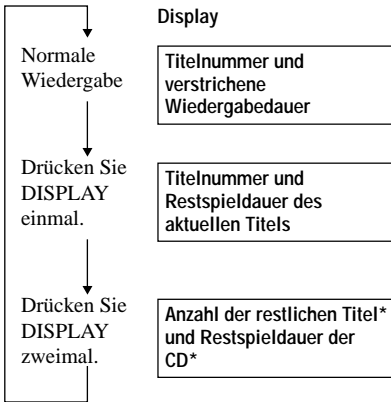 Display
Normale
Wiedergabe
Titelnummer und
verstrichene
Wiedergabedauer
Drücken Sie
DISPLAY
einmal.
Titelnummer und
Restspieldauer des
aktuellen Titels
Drücken Sie
DISPLAY
zweimal.
Anzahl der restlichen Titel*
und Restspieldauer der
CD*